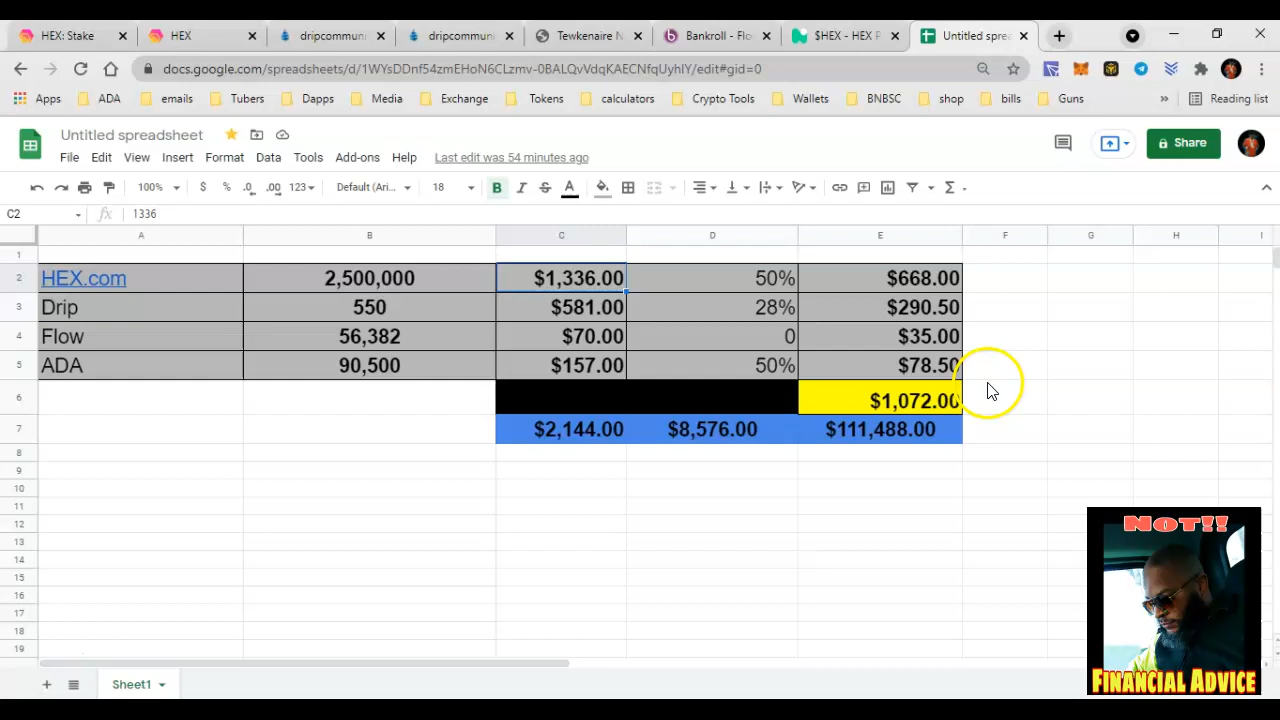 HEX: Stake
HEX
dripcommuni
dripcommun
Tewkenaire N
Bankroll - Flo
$HEX - HEX P
Untitled sprea
docs.google.com/spreadsheets/d/1WYsDDnf54zmEHoN6CLzmv-0BALQvVdqKAECNfqUyhIY/edit#gid=0
Apps ADA emails Tubers Dapps Media Exchange Tokens calculators Crypto Tools Wallets BNBSC shop bills Guns » Reading list
Untitled spreadsheet
File Edit View Insert Format Data Tools Add-ons Help Last edit was 54 minutes ago
Share
100% $ % .0 .00 123 Default (Ari... 18 B I S A
C2 fx 1336
A B C D E F G H I
1
2 HEX.com 2,500,000 $1,336.00 50% $668.00
3 Drip 550 $581.00 28% $290.50
4 Flow 56,382 $70.00 0 $35.00
5 ADA 90,500 $157.00 50% $78.50
6 $1,072.00
7 $2,144.00 $8,576.00 $111,488.00
8
9
10
11
12
13
14
15
16
17
18
19
NOT!!
FINANCIAL ADVICE
Sheet1